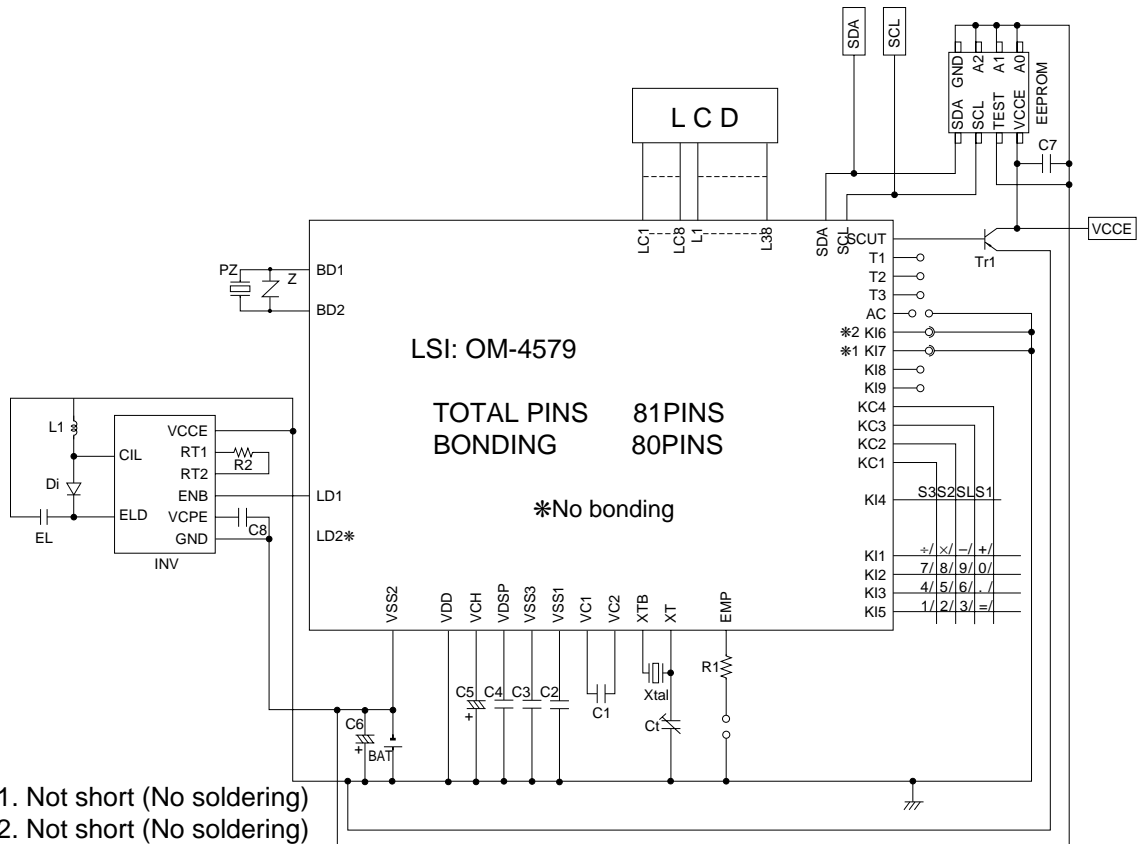 SDA
SCL
GND
A2
A1
A0
SDA
SCL
TEST
VCCE
EEPROM
C7
VCCE
Tr1
L C D
LC1
LC8
L1
L38
SDA
SCL
SCUT
T1
T2
T3
AC
※2 KI6
※1 KI7
KI8
KI9
KC4
KC3
KC2
KC1
KI4
S3 S2 SL S1
KI1
÷/ ×/ −/ +/
KI2
7/ 8/ 9/ 0/
KI3
4/ 5/ 6/ . /
KI5
1/ 2/ 3/ =/
PZ
Z
BD1
BD2
LSI: OM-4579
TOTAL PINS 81PINS
BONDING 80PINS
※No bonding
L1
Di
EL
CIL
ELD
VCCE
RT1
RT2
ENB
VCPE
GND
INV
R2
C8
LD1
LD2※
VSS2
VDD
VCH
VDSP
VSS3
VSS1
VC1
VC2
XTB
XT
EMP
C6
+
BAT
C5
+
C4
C3
C2
C1
Xtal
Ct
R1
1. Not short (No soldering)
2. Not short (No soldering)